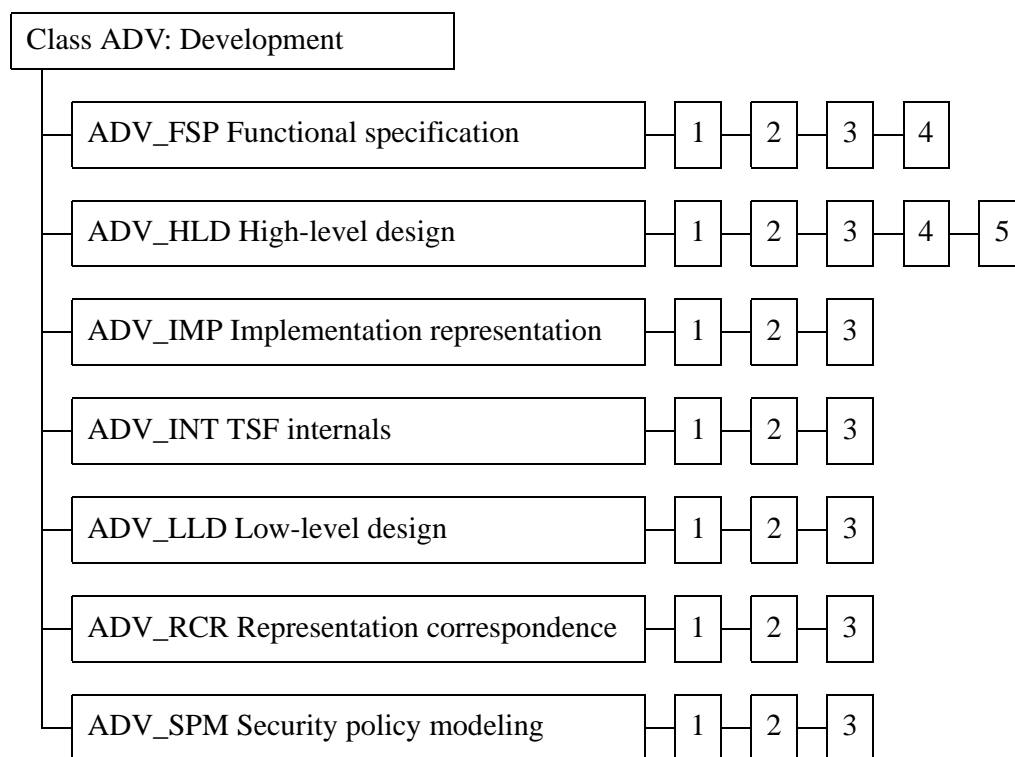 Class ADV: Development
ADV_FSP Functional specification 1 2 3 4
ADV_HLD High-level design 1 2 3 4 5
ADV_IMP Implementation representation 1 2 3
ADV_INT TSF internals 1 2 3
ADV_LLD Low-level design 1 2 3
ADV_RCR Representation correspondence 1 2 3
ADV_SPM Security policy modeling 1 2 3